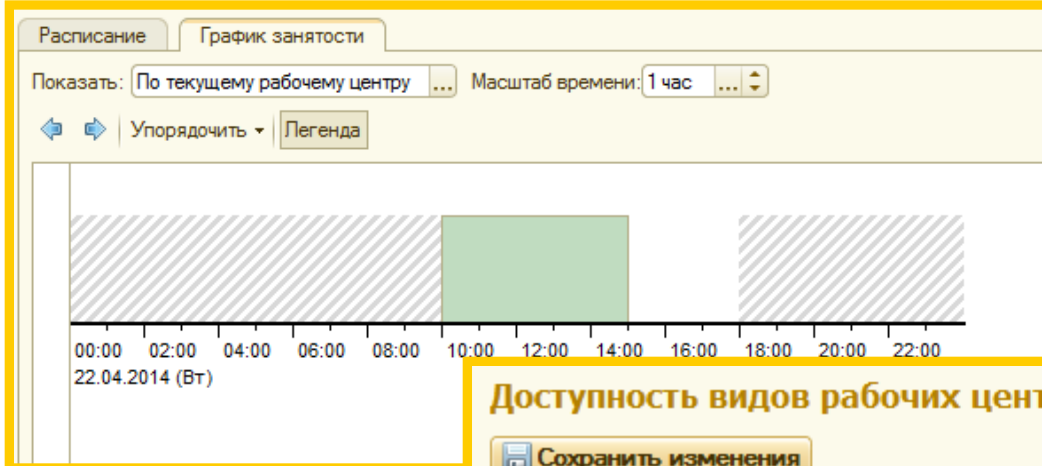 Расписание График занятости
Показать: По текущему рабочему центру ... Масштаб времени: 1 час ...
Упорядочить Легенда
00:00 02:00 04:00 06:00 08:00 10:00 12:00 14:00 16:00 18:00 20:00 22:00
22.04.2014 (Вт)
Доступность видов рабочих цент
Сохранить изменения